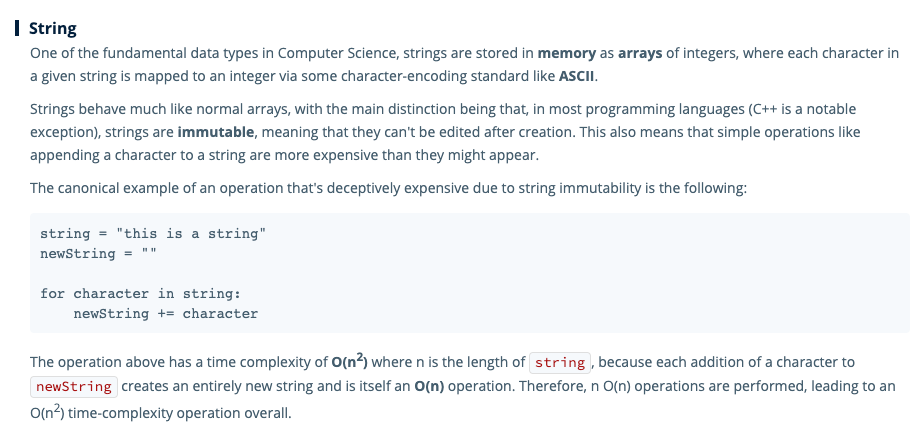 String
One of the fundamental data types in Computer Science, strings are stored in memory as arrays of integers, where each character in
a given string is mapped to an integer via some character-encoding standard like ASCII.
Strings behave much like normal arrays, with the main distinction being that, in most programming languages (C++ is a notable
exception), strings are immutable, meaning that they can't be edited after creation. This also means that simple operations like
appending a character to a string are more expensive than they might appear.
The canonical example of an operation that's deceptively expensive due to string immutability is the following:
string = "this is a string"
newString = ""
for character in string:
    newString += character
The operation above has a time complexity of O(n²) where n is the length of string , because each addition of a character to
newString creates an entirely new string and is itself an O(n) operation. Therefore, n O(n) operations are performed, leading to an
O(n²) time-complexity operation overall.